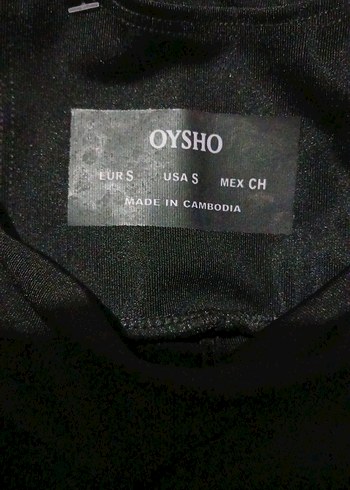 OYSHO
EUR S USA S MEX CH
MADE IN CAMBODIA